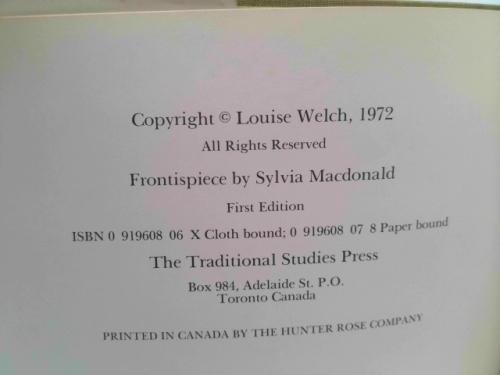 Copyright © Louise Welch, 1972
All Rights Reserved
Frontispiece by Sylvia Macdonald
First Edition
ISBN 0 919608 06 X Cloth bound; 0 919608 07 8 Paper bound
The Traditional Studies Press
Box 984, Adelaide St. P.O.
Toronto Canada
PRINTED IN CANADA BY THE HUNTER ROSE COMPANY